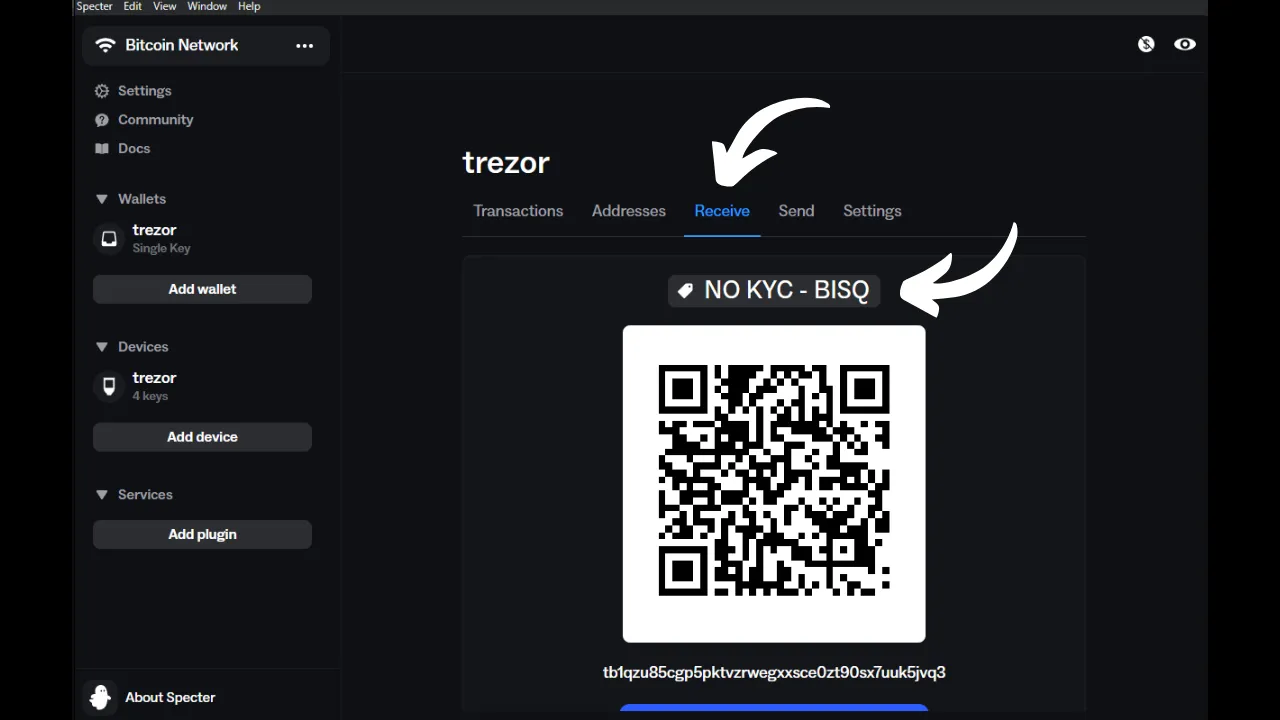 Specter Edit View Window Help
Bitcoin Network
Settings
Community
Docs
Wallets
trezor
Single Key
Add wallet
Devices
trezor
4 keys
Add device
Services
Add plugin
About Specter
trezor
Transactions Addresses Receive Send Settings
NO KYC - BISQ
tb1qzu85cgp5pktvzrwegxxsce0zt90sx7uuk5jvq3